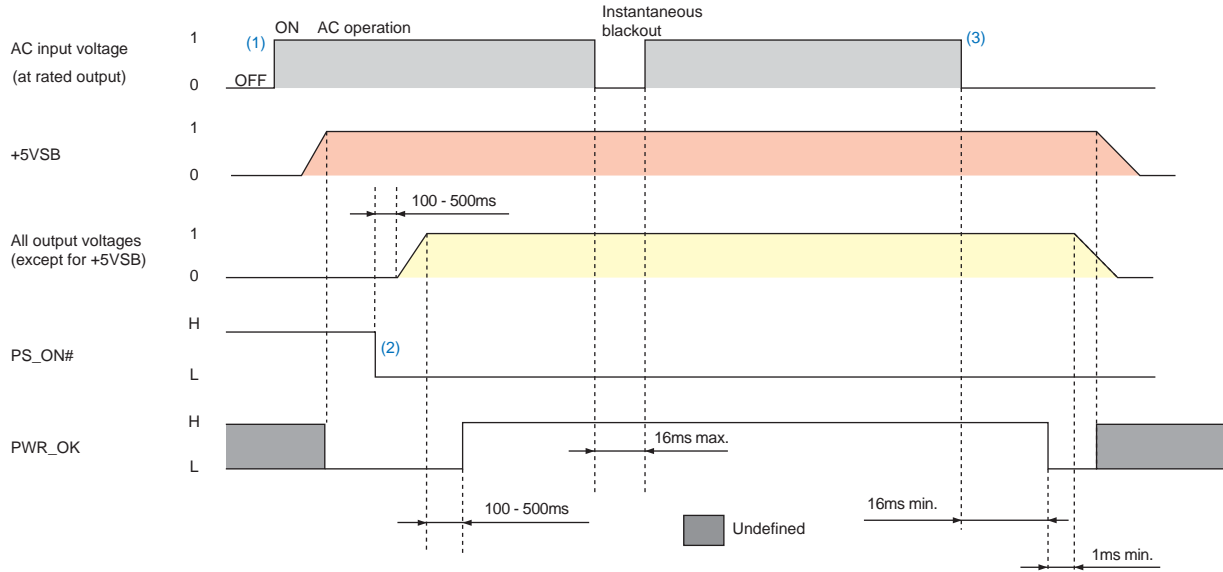 Instantaneous
blackout
ON AC operation
AC input voltage
(at rated output)
1
(1)
(3)
0
OFF
1
+5VSB
0
100 - 500ms
All output voltages
(except for +5VSB)
1
0
H
PS_ON#
(2)
L
H
PWR_OK
L
16ms max.
100 - 500ms
16ms min.
Undefined
1ms min.